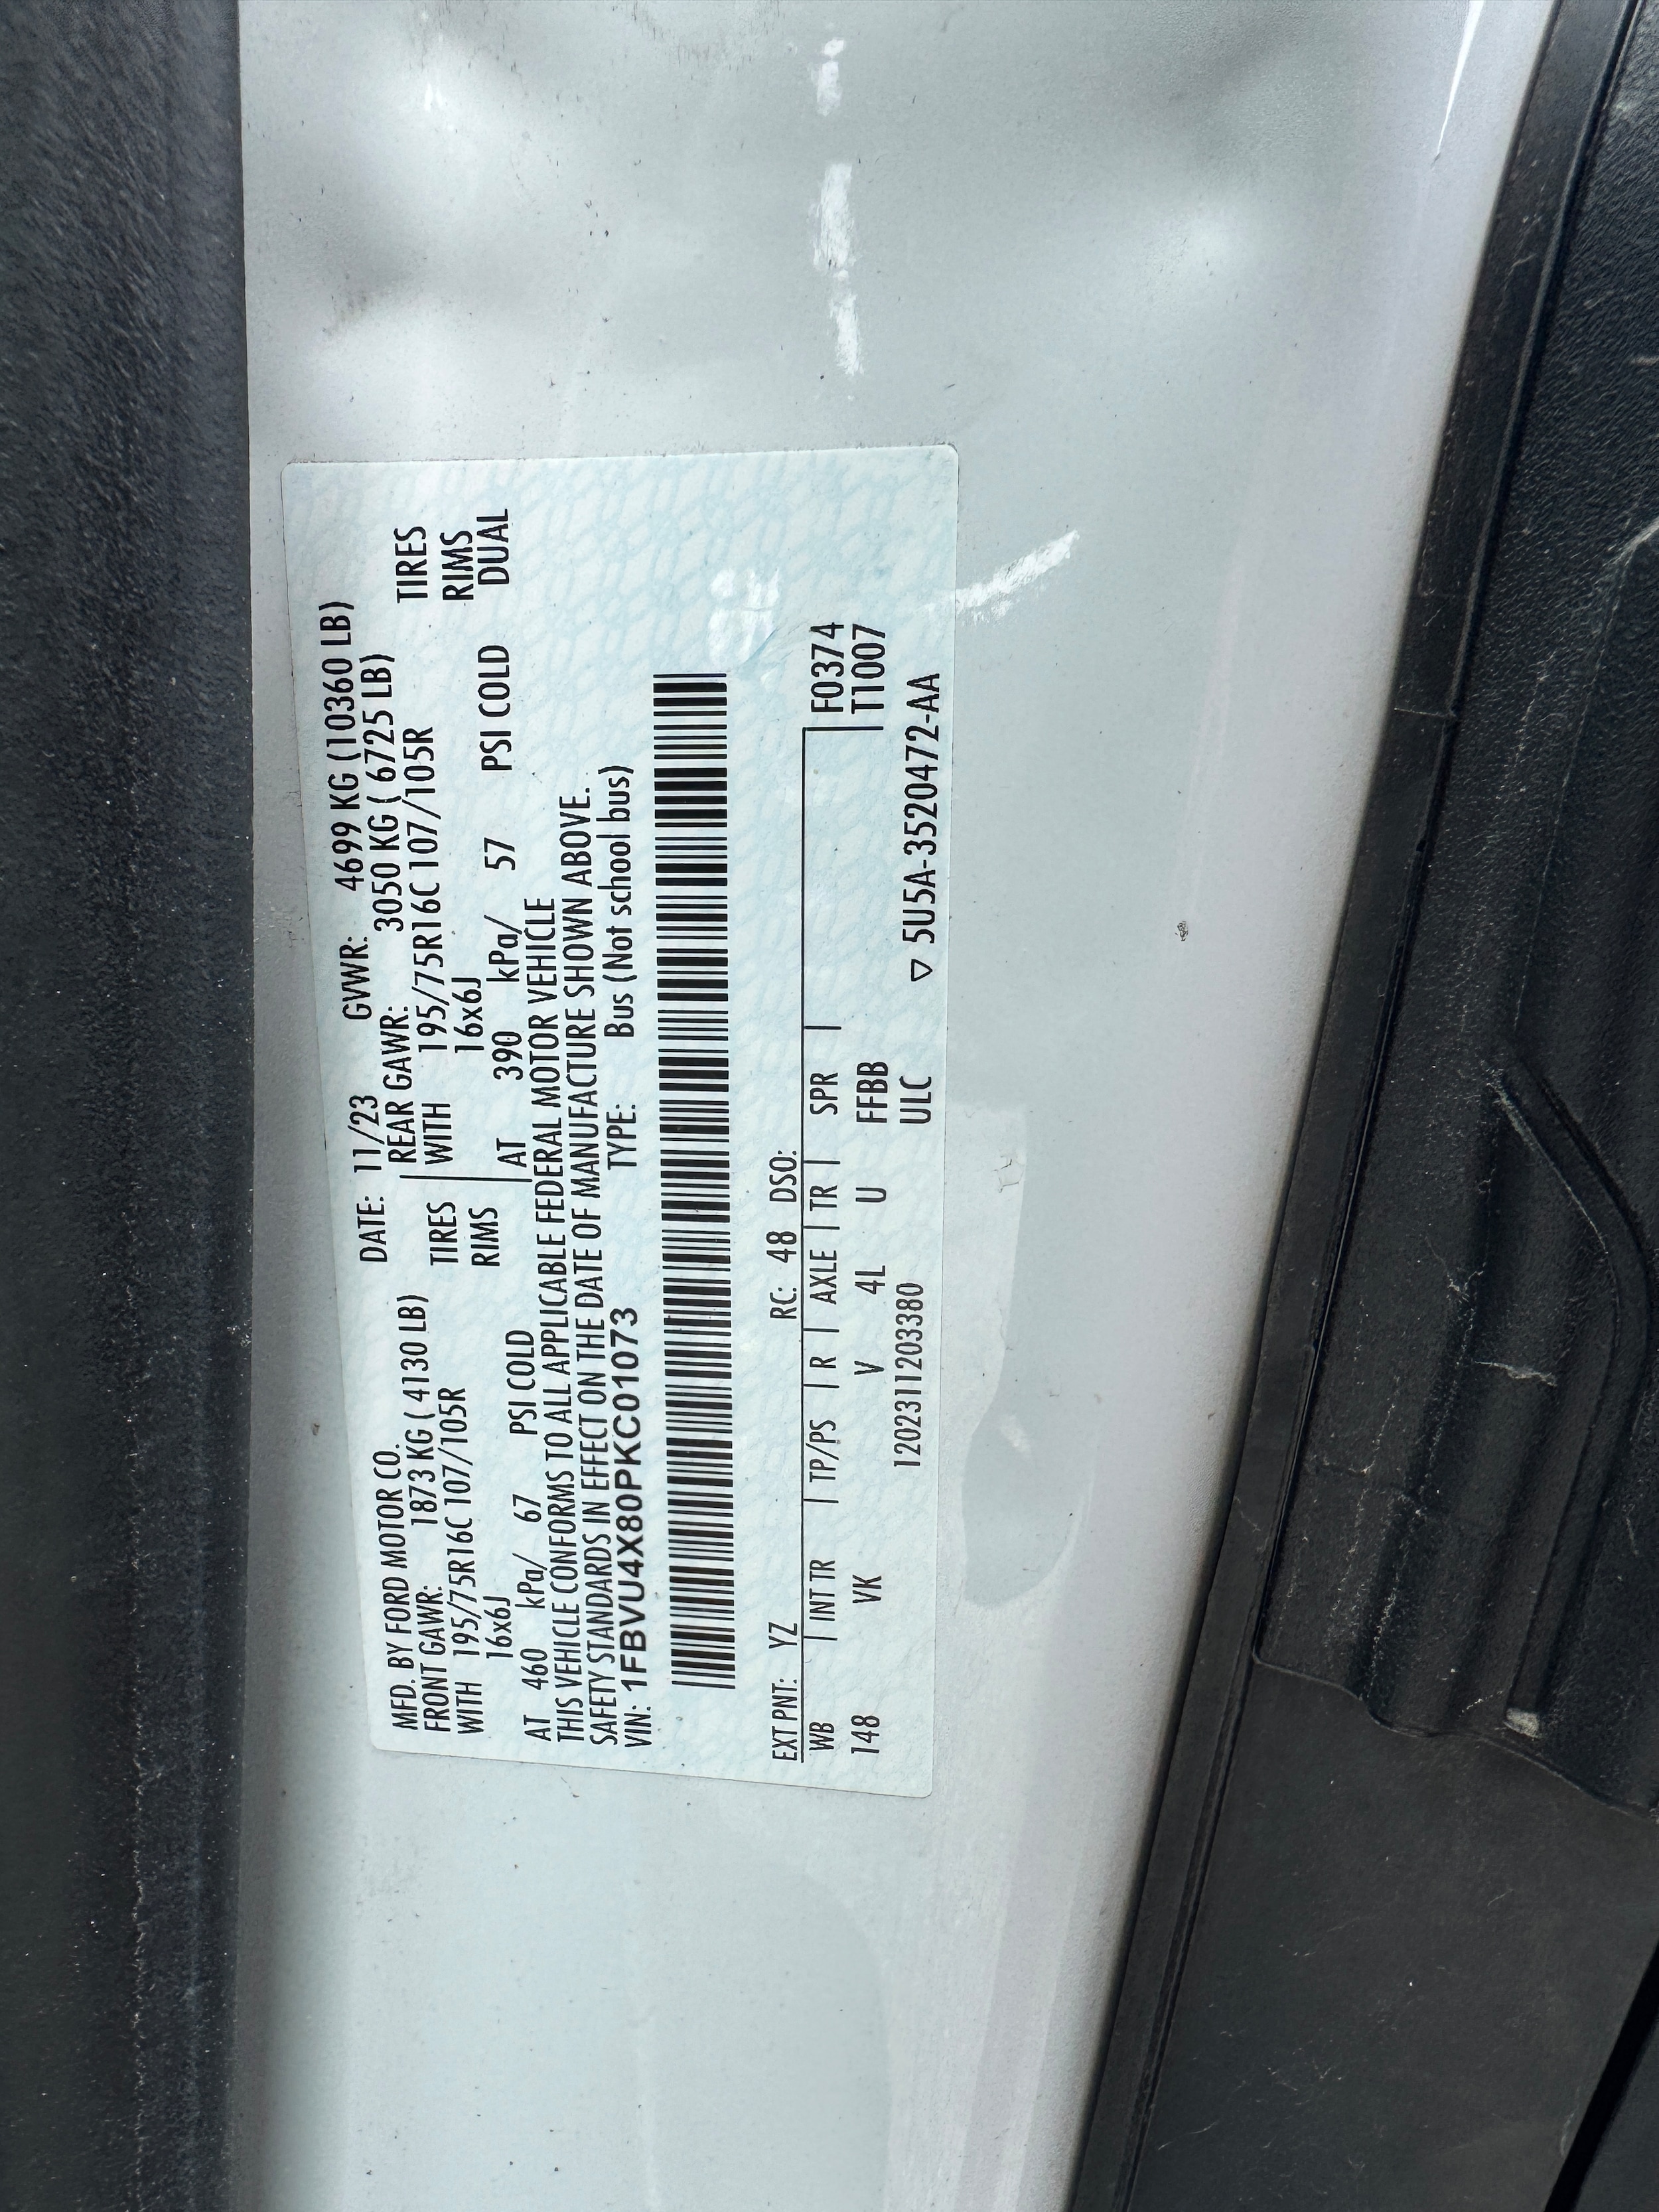 MFD. BY FORD MOTOR CO. DATE: 11/23 GVWR: 4699 KG (10360 LB)
FRONT GAWR: 1873 KG ( 4130 LB) REAR GAWR: 3050 KG ( 6725 LB)
WITH 195/75R16C 107/105R TIRES WITH 195/75R16C 107/105R TIRES
16x6J RIMS 16x6J RIMS
AT 460 kPa/ 67 PSI COLD AT 390 kPa/ 57 PSI COLD DUAL
THIS VEHICLE CONFORMS TO ALL APPLICABLE FEDERAL MOTOR VEHICLE
SAFETY STANDARDS IN EFFECT ON THE DATE OF MANUFACTURE SHOWN ABOVE.
VIN: 1FBVU4X80PKC01073 TYPE: Bus (Not school bus)
EXT PNT: YZ RC: 48 DSO:
WB | INT TR | TP/PS | R | AXLE | TR | SPR | F0374
148 VK V 4L U FFBB T1007
12023112033380 ULC ▽ 5U5A-3520472-AA